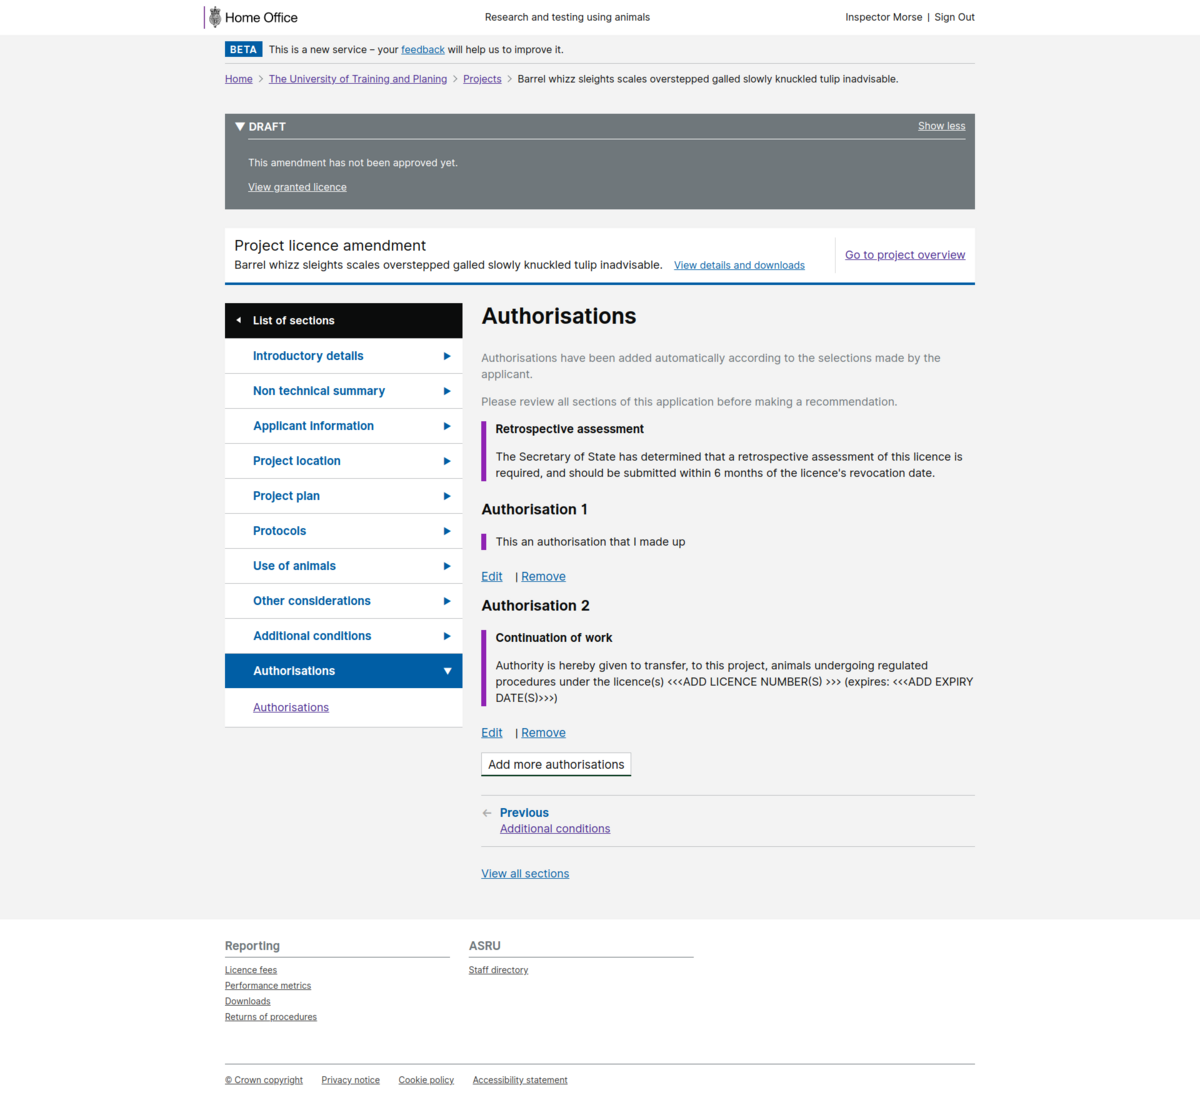 Home Office
Research and testing using animals
Inspector Morse | Sign Out
BETA This is a new service – your feedback will help us to improve it.
Home > The University of Training and Planing > Projects > Barrel whizz sleights scales overstepped galled slowly knuckled tulip inadvisable.
DRAFT
Show less
This amendment has not been approved yet.
View granted licence
Project licence amendment
Barrel whizz sleights scales overstepped galled slowly knuckled tulip inadvisable. View details and downloads
Go to project overview
List of sections
Introductory details
Non technical summary
Applicant information
Project location
Project plan
Protocols
Use of animals
Other considerations
Additional conditions
Authorisations
Authorisations
Authorisations
Authorisations have been added automatically according to the selections made by the
applicant.
Please review all sections of this application before making a recommendation.
Retrospective assessment
The Secretary of State has determined that a retrospective assessment of this licence is
required, and should be submitted within 6 months of the licence's revocation date.
Authorisation 1
This an authorisation that I made up
Edit | Remove
Authorisation 2
Continuation of work
Authority is hereby given to transfer, to this project, animals undergoing regulated
procedures under the licence(s) <<<ADD LICENCE NUMBER(S) >>> (expires: <<<ADD EXPIRY
DATE(S)>>>)
Edit | Remove
Add more authorisations
Previous
Additional conditions
View all sections
Reporting
Licence fees
Performance metrics
Downloads
Returns of procedures
ASRU
Staff directory
© Crown copyright Privacy notice Cookie policy Accessibility statement